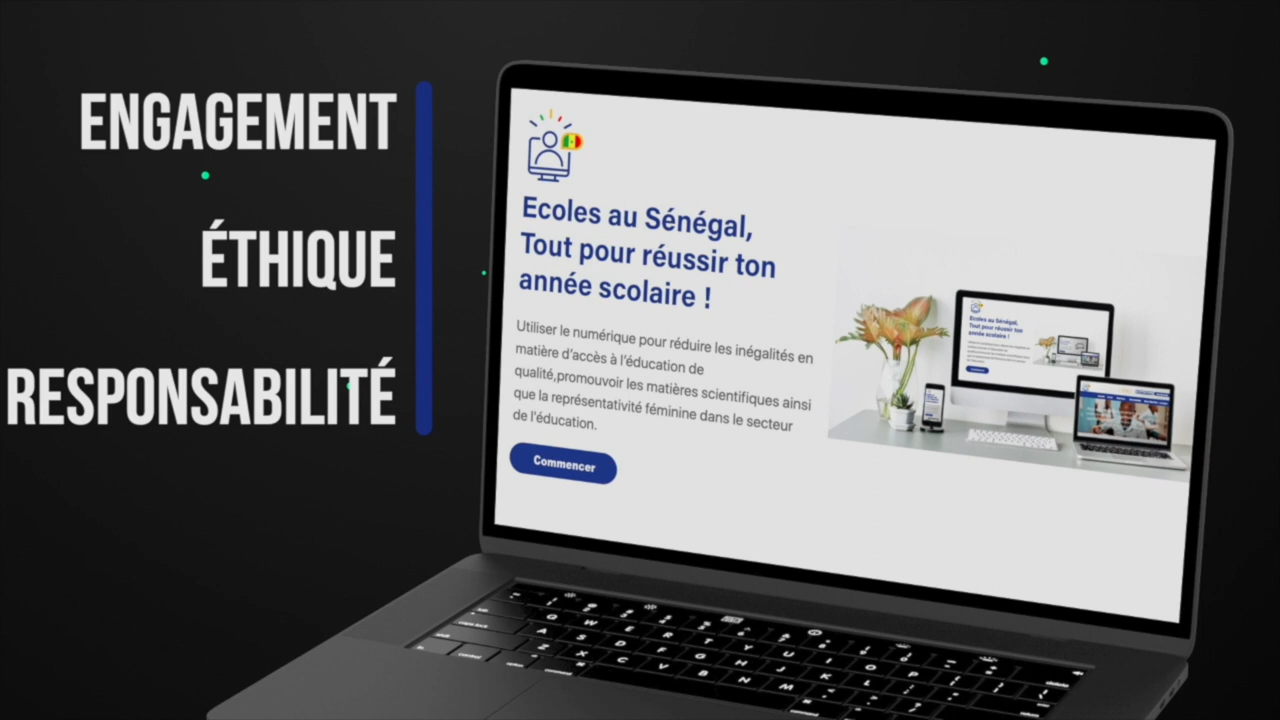 ENGAGEMENT
ÉTHIQUE
RESPONSABILITÉ
Ecoles au Sénégal,
Tout pour réussir ton
année scolaire !
Utiliser le numérique pour réduire les inégalités en
matière d'accès à l'éducation de
qualité,promouvoir les matières scientifiques ainsi
que la représentativité féminine dans le secteur
de l'éducation.
Commencer
Ecoles au Sénégal,
Tout pour réussir ton
année scolaire !